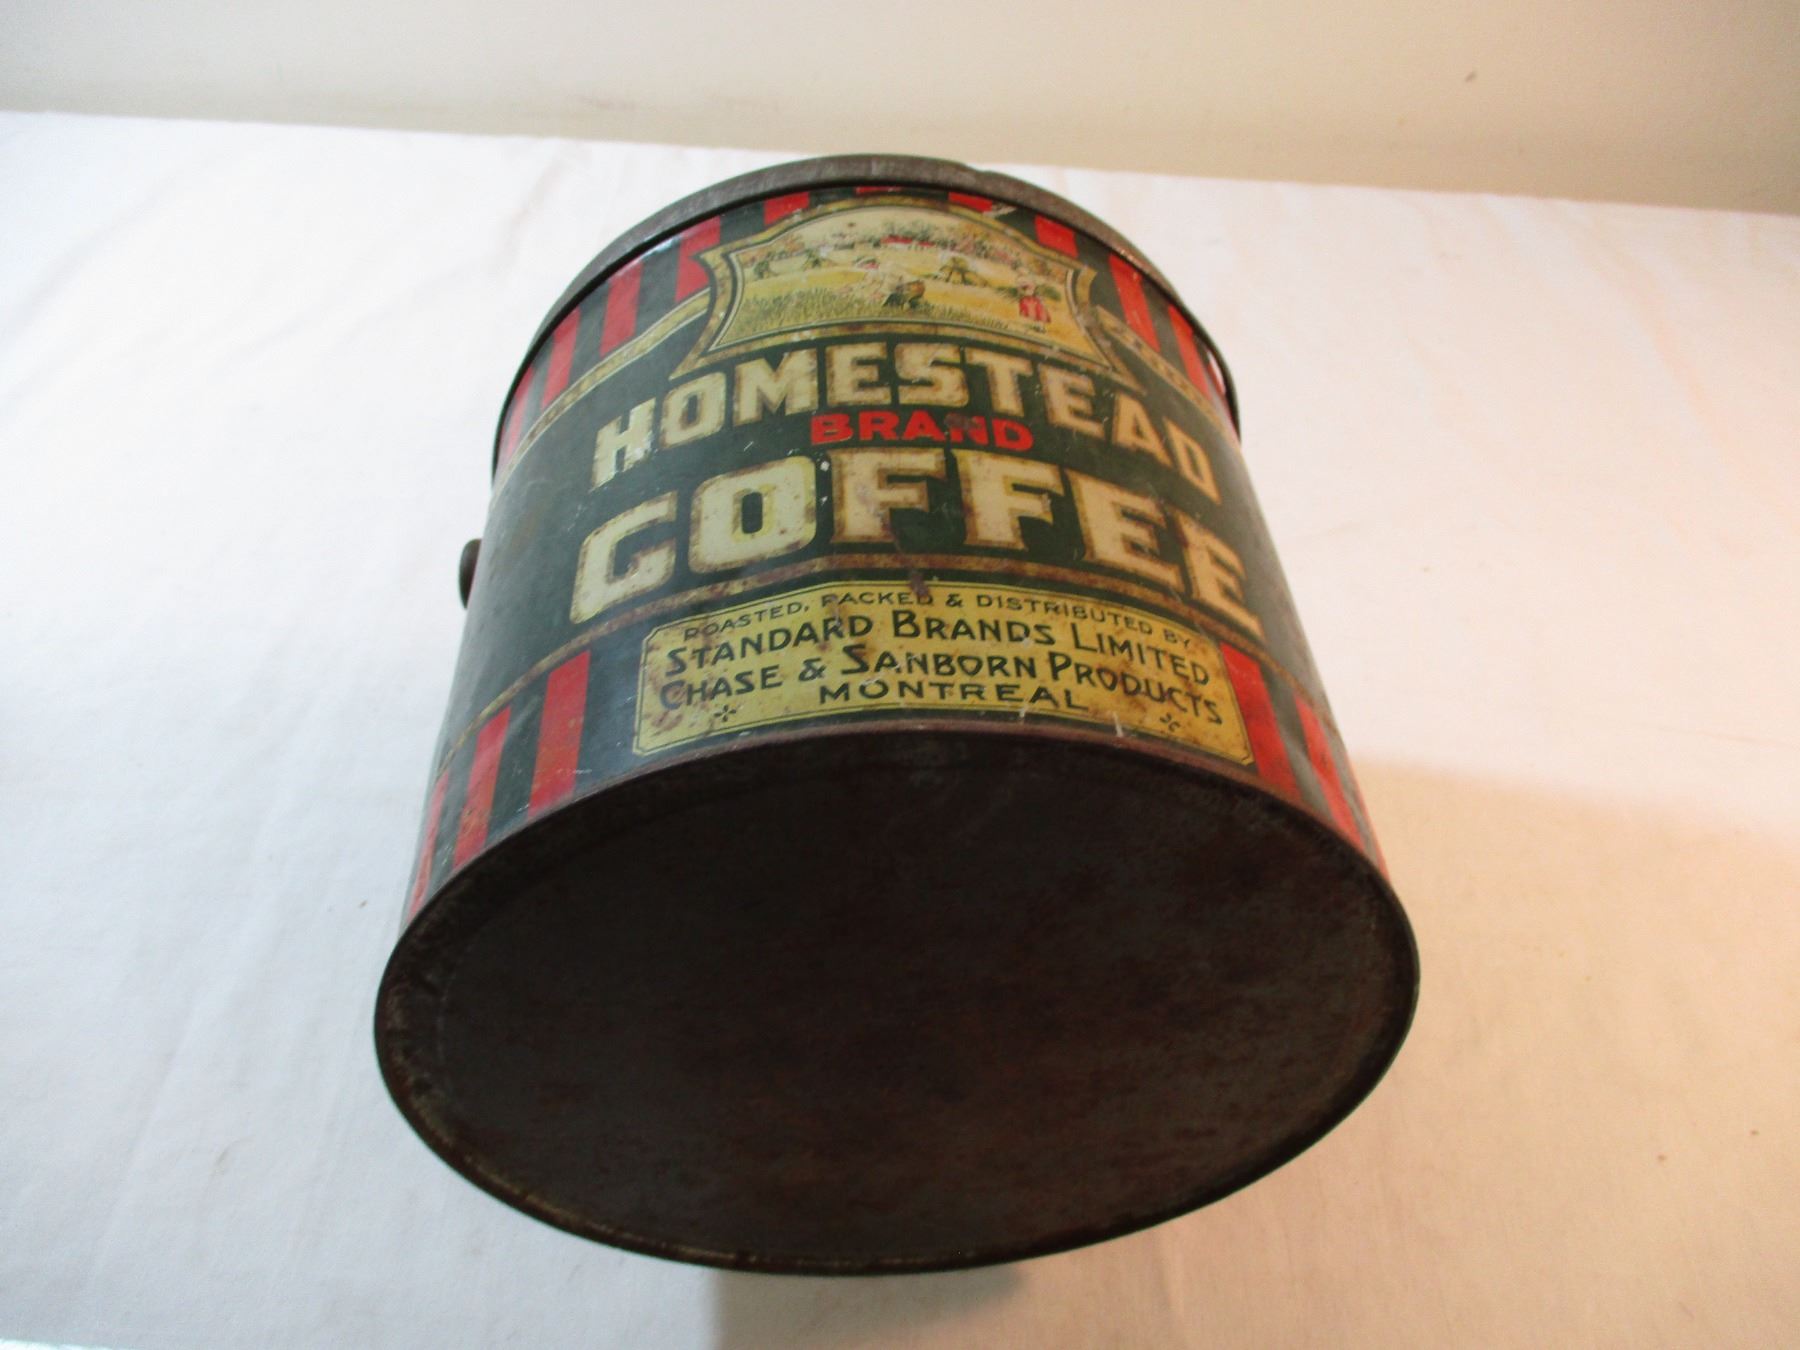 HOMESTEAD
BRAND
COFFEE
ROASTED, PACKED & DISTRIBUTED BY
STANDARD BRANDS LIMITED
CHASE & SANBORN PRODUCTS
MONTREAL